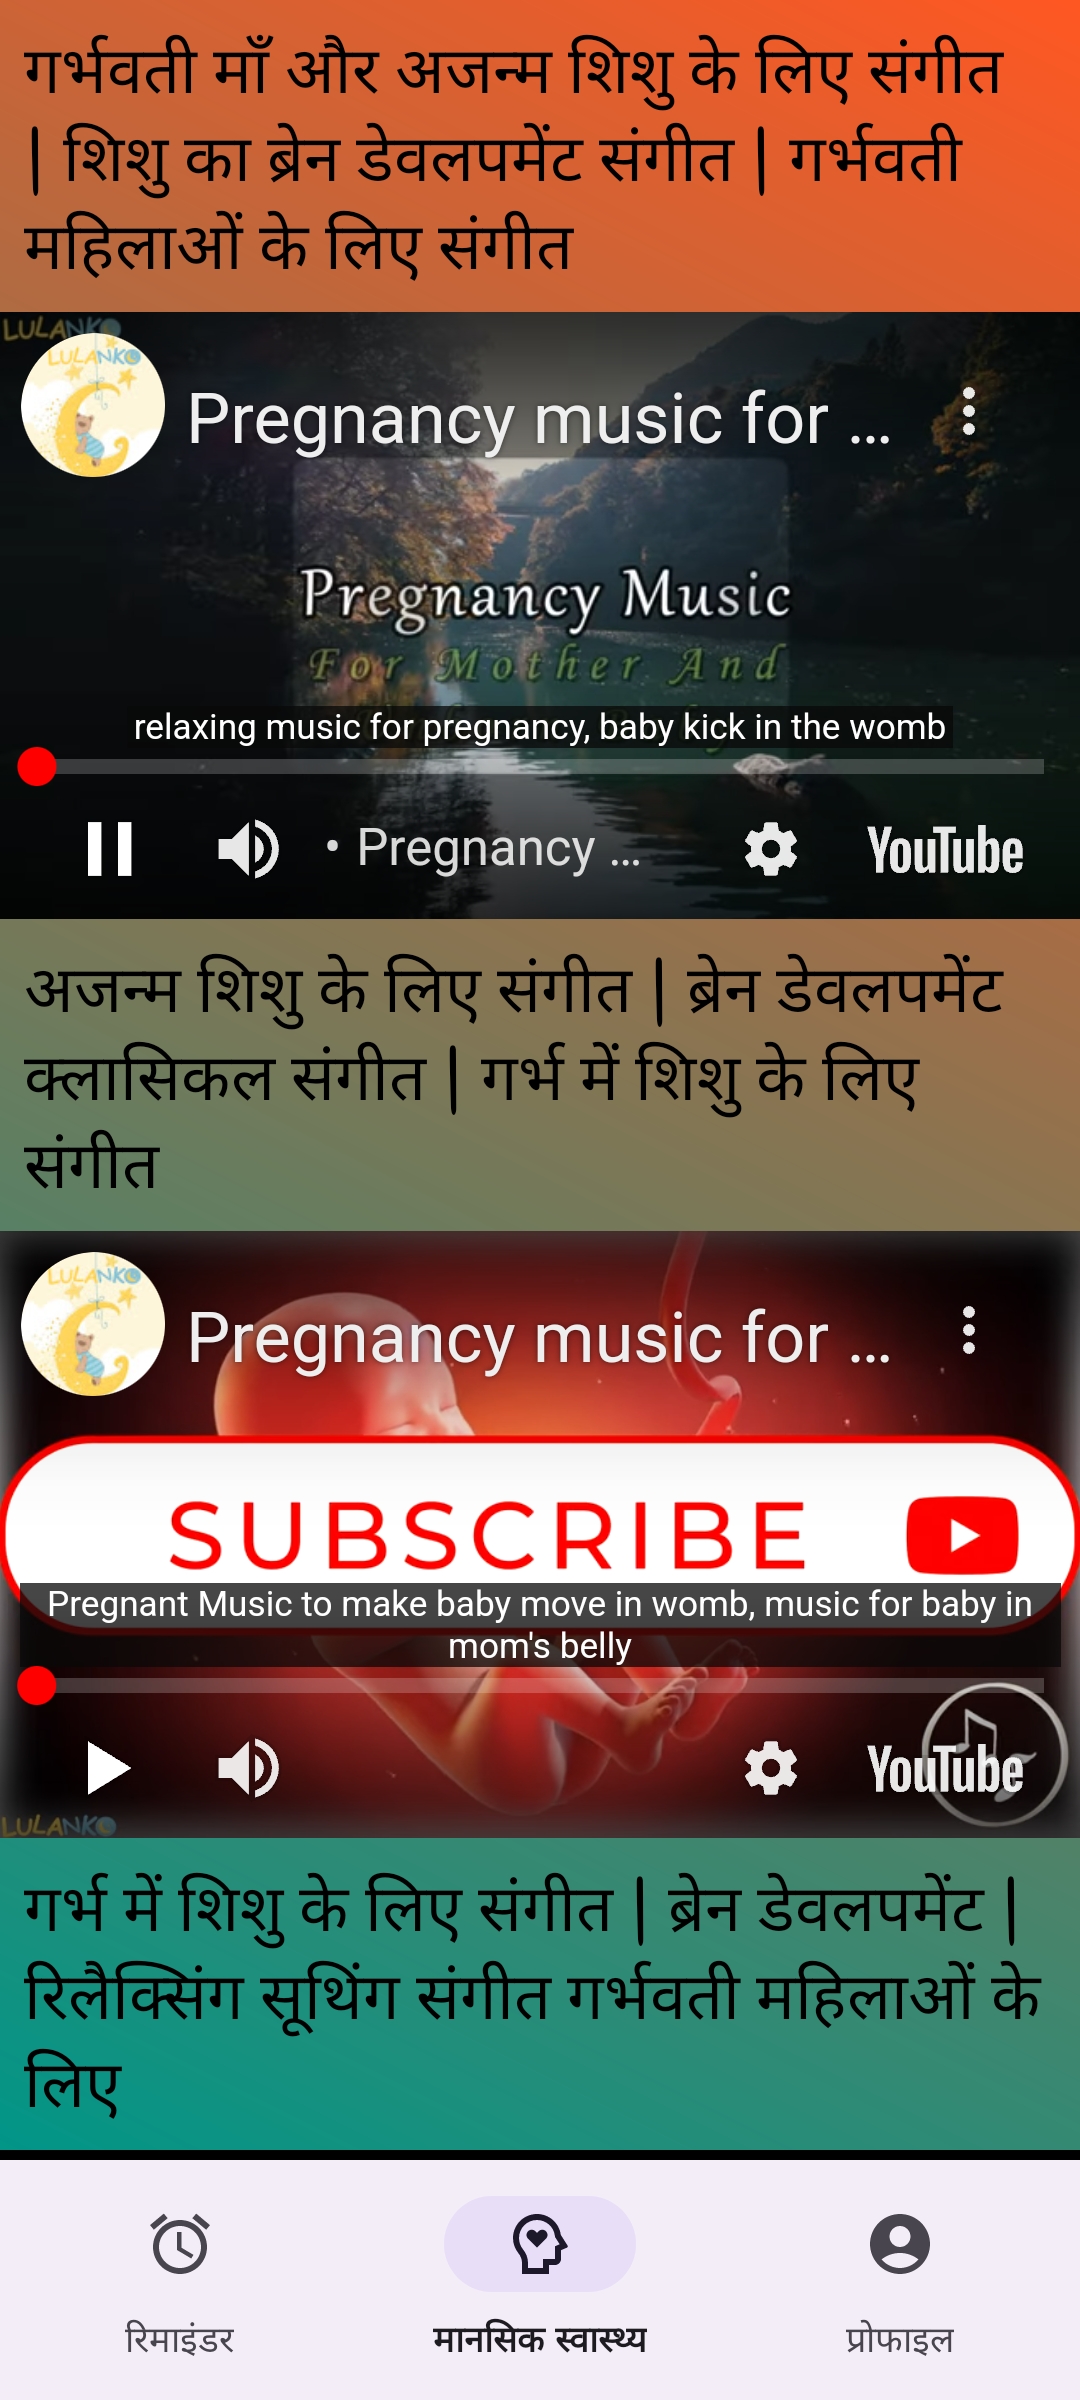 गर्भवती माँ और अजन्म शिशु के लिए संगीत
| शिशु का ब्रेन डेवलपमेंट संगीत | गर्भवती
महिलाओं के लिए संगीत
LULANKO
LULANKO
Pregnancy music for ...
Pregnancy Music
For Mother And
relaxing music for pregnancy, baby kick in the womb
• Pregnancy ...
YouTube
अजन्म शिशु के लिए संगीत | ब्रेन डेवलपमेंट
क्लासिकल संगीत | गर्भ में शिशु के लिए
संगीत
LULANKO
Pregnancy music for ...
SUBSCRIBE
Pregnant Music to make baby move in womb, music for baby in
mom's belly
YouTube
LULANKO
गर्भ में शिशु के लिए संगीत | ब्रेन डेवलपमेंट |
रिलैक्सिंग सूथिंग संगीत गर्भवती महिलाओं के
लिए
रिमाइंडर
मानसिक स्वास्थ्य
प्रोफाइल